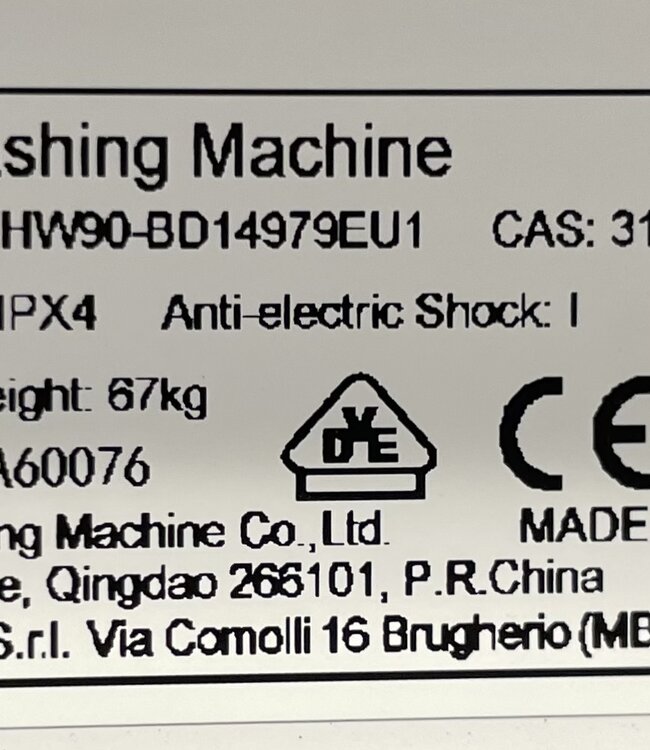 ashing Machine
HW90-BD14979EU1 CAS: 31
IPX4 Anti-electric Shock: I
eight: 67kg
VDE CE
A60076
ng Machine Co.,Ltd. MADE
e, Qingdao 266101, P.R.China
S.r.l. Via Comolli 16 Brugherio (MB